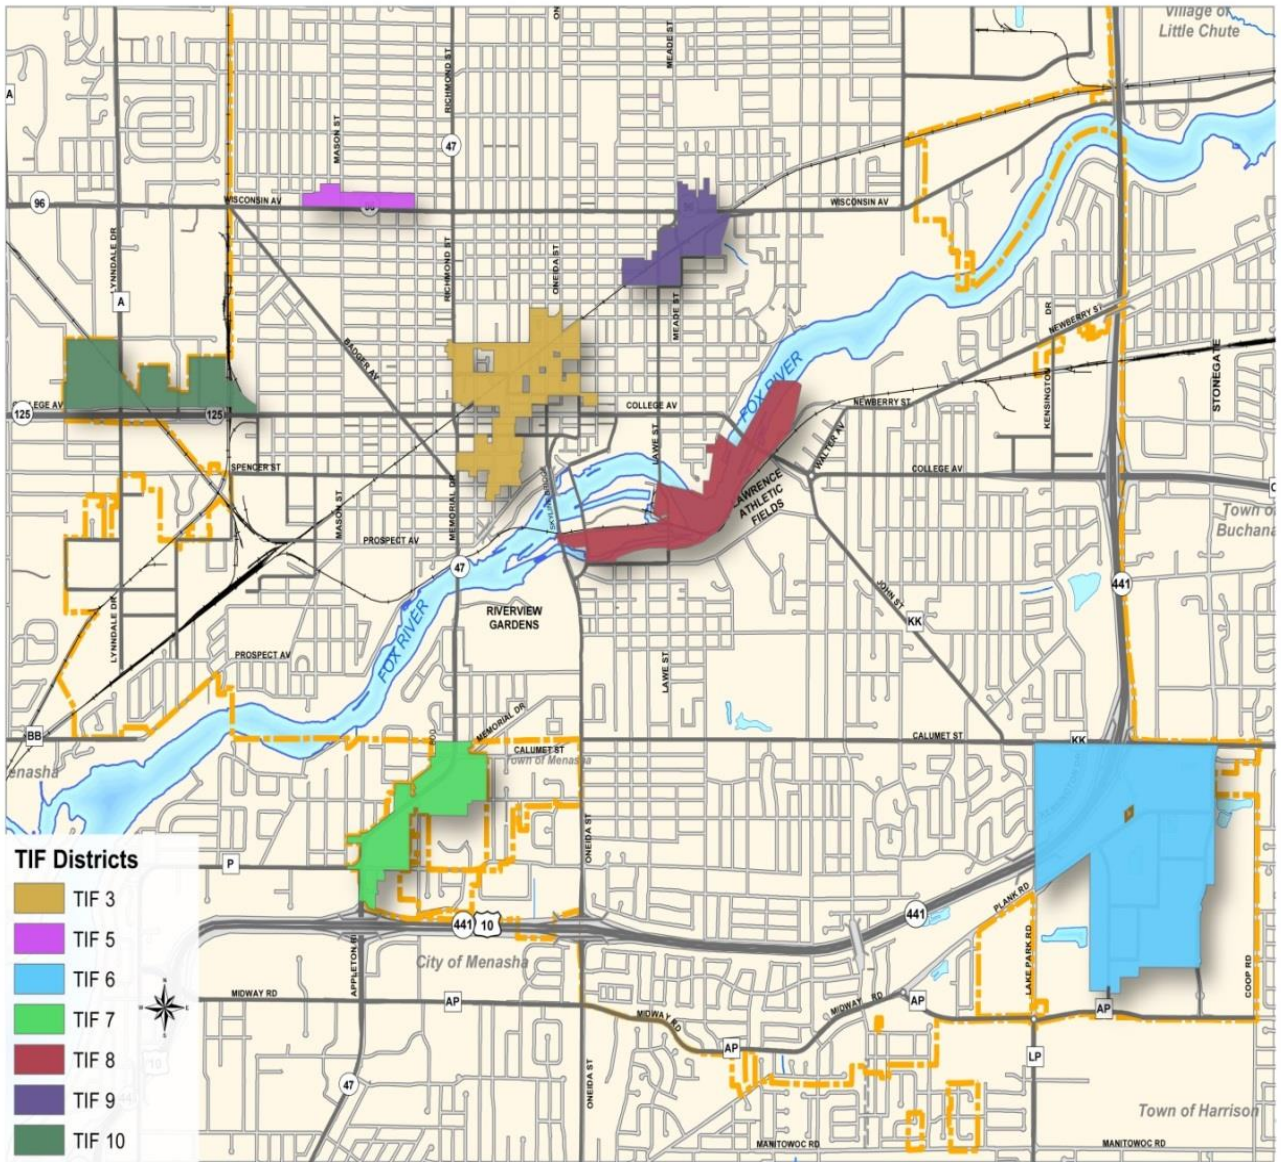 Village of
Little Chute
ON
MEADE ST
A
RICHMOND ST
MASON ST
47
96
WISCONSIN AV
96
96
WISCONSIN AV
LYNNDALE DR
RICHMOND ST
ONEIDA ST
A
MEADE ST
DR
NEWBERRY ST
BADGER AV
STONEGATE
FOX RIVER
KENSINGTON
125
LEGE AV
125
COLLEGE AV
NEWBERRY ST
LAWE ST
WALTER AV
SPENCER ST
COLLEGE AV
MASON ST
MEMORIAL DR
LAWRENCE
ATHLETIC
FIELDS
Town of
Buchana
PROSPECT AV
47
441
JOHN ST
RIVERVIEW
GARDENS
KK
LYNNDALE DR
FOX RIVER
PROSPECT AV
LAWE ST
MEMORIAL DR
BB
CALUMET ST
Town of Menasha
CALUMET ST
KK
enasha
ONEIDA ST
P
PLANK RD
441
10
441
LAKE PARK RD
COOP RD
City of Menasha
APPLETON RD
MIDWAY RD
AP
MIDWAY RD
AP
AP
MIDWAY RD
AP
LP
47
ONEIDA ST
Town of Harrison
MANITOWOC RD
MANITOWOC RD
TIF Districts
TIF 3
TIF 5
TIF 6
TIF 7
TIF 8
TIF 9
TIF 10